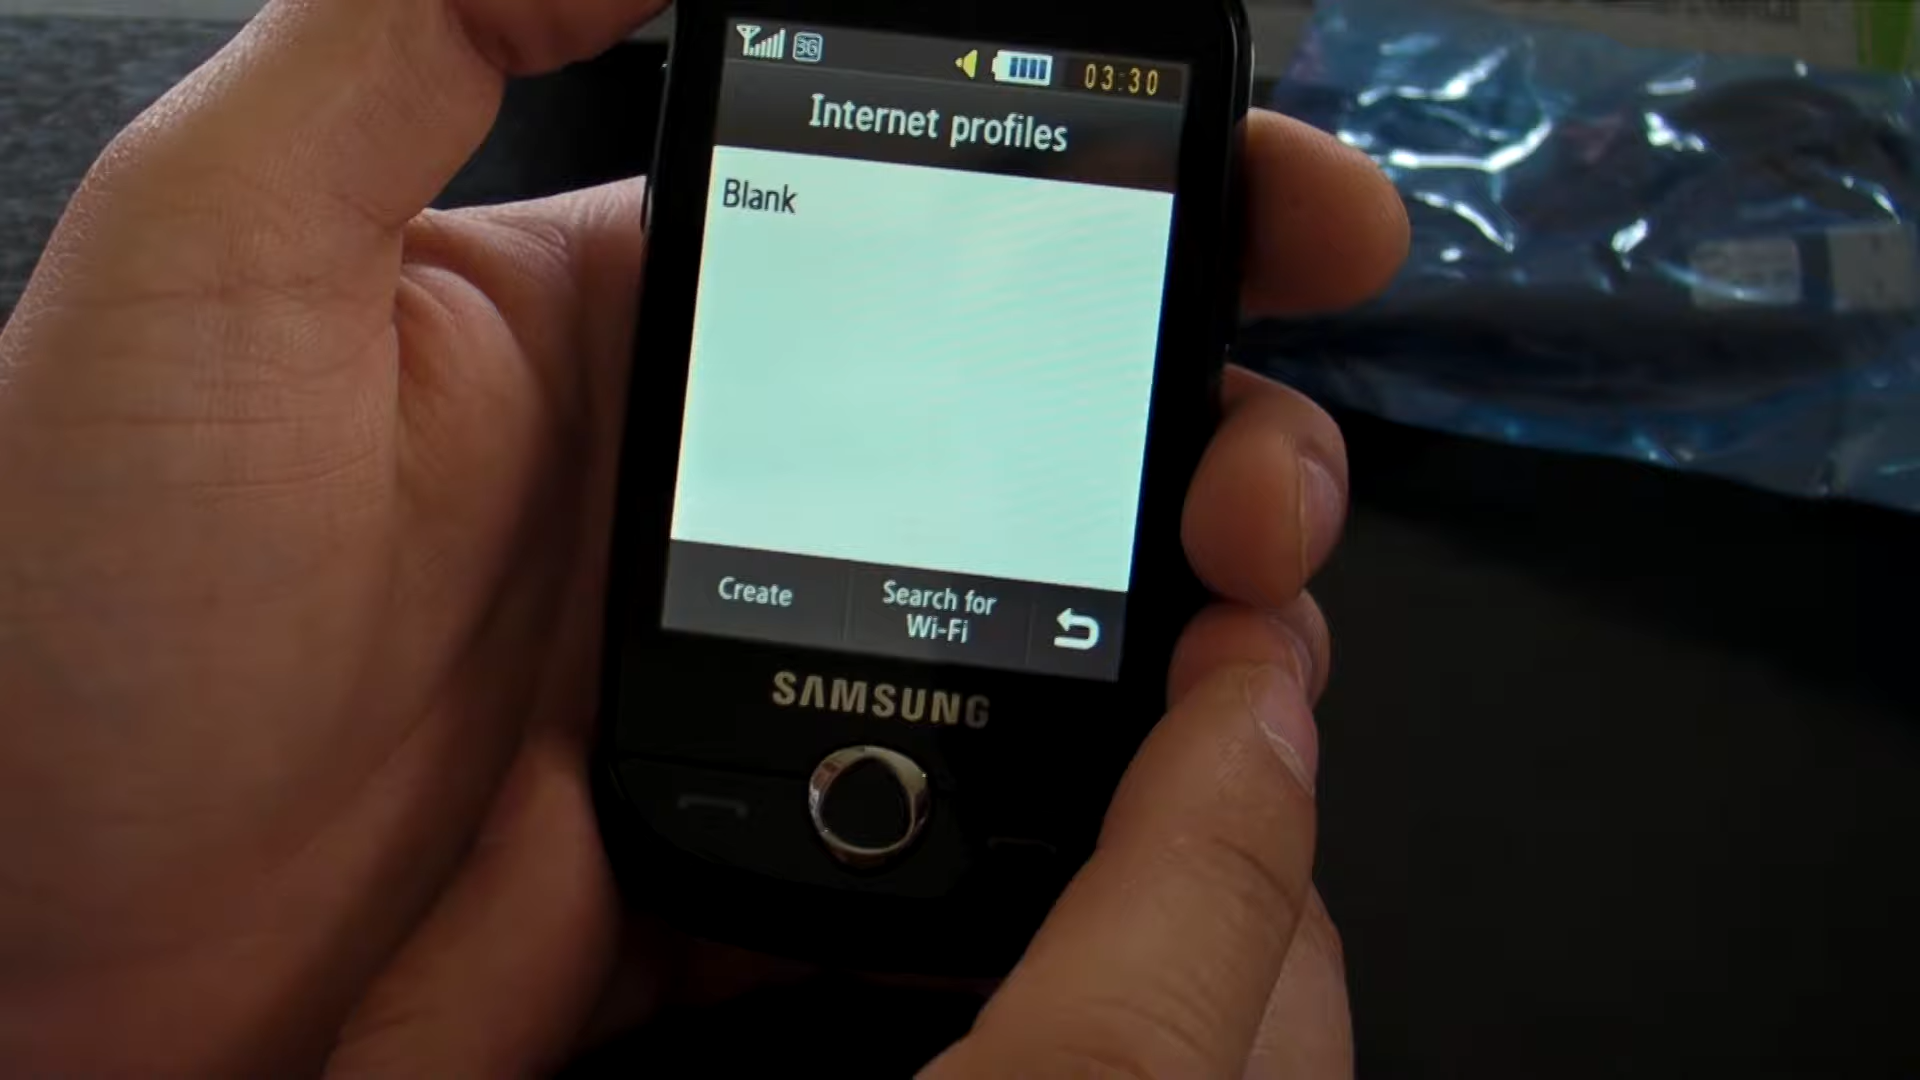 3G
03:30
Internet profiles
Blank
Create
Search for
Wi-Fi
SAMSUNG